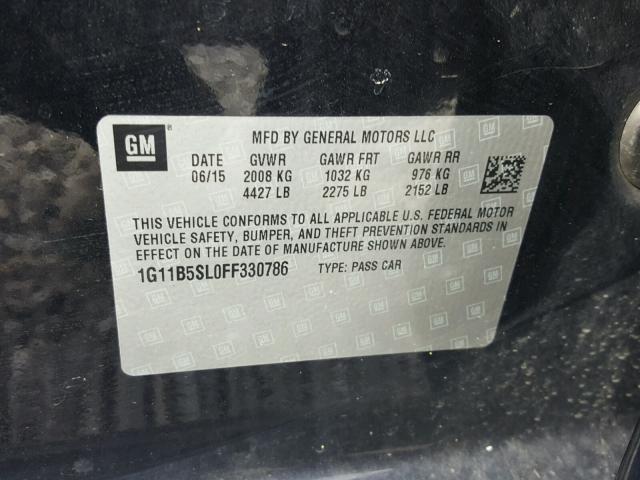 GM®
MFD BY GENERAL MOTORS LLC
DATE GVWR GAWR FRT GAWR RR
06/15 2008 KG 1032 KG 976 KG
4427 LB 2275 LB 2152 LB
THIS VEHICLE CONFORMS TO ALL APPLICABLE U.S. FEDERAL MOTOR
VEHICLE SAFETY, BUMPER, AND THEFT PREVENTION STANDARDS IN
EFFECT ON THE DATE OF MANUFACTURE SHOWN ABOVE.
1G11B5SL0FF330786 TYPE: PASS CAR